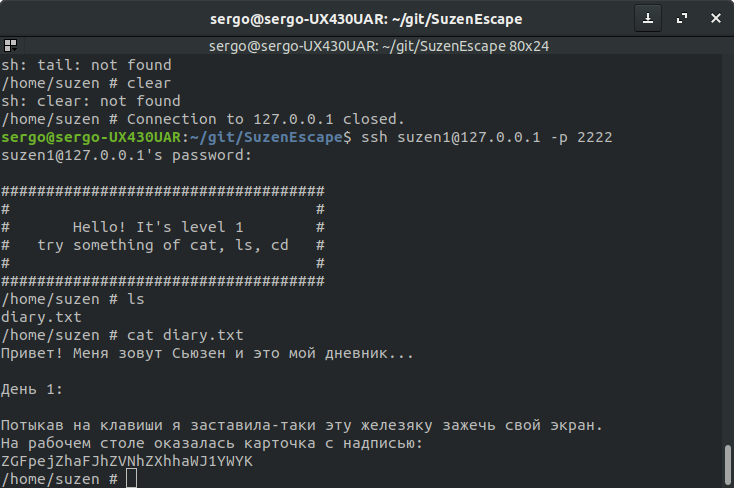 sergo@sergo-UX430UAR: ~/git/SuzenEscape
sergo@sergo-UX430UAR: ~/git/SuzenEscape 80x24
sh: tail: not found
/home/suzen # clear
sh: clear: not found
/home/suzen # Connection to 127.0.0.1 closed.
sergo@sergo-UX430UAR:~/git/SuzenEscape$ ssh suzen1@127.0.0.1 -p 2222
suzen1@127.0.0.1's password:

####################################
#                                  #
#       Hello! It's level 1        #
#   try something of cat, ls, cd   #
#                                  #
####################################
/home/suzen # ls
diary.txt
/home/suzen # cat diary.txt
Привет! Меня зовут Сьюзен и это мой дневник...

День 1:

Потыкав на клавиши я заставила-таки эту железяку зажечь свой экран.
На рабочем столе оказалась карточка с надписью:
ZGFpejZhaFJhZVNhZXhhaWJ1YWYK
/home/suzen #